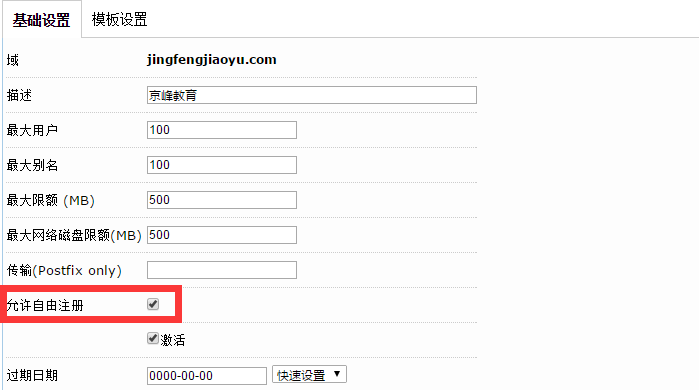 基础设置 模板设置
域 jingfengjiaoyu.com
描述 京峰教育
最大用户 100
最大别名 100
最大限额 (MB) 500
最大网络磁盘限额(MB) 500
传输(Postfix only)
允许自由注册
激活
过期日期 0000-00-00 快速设置